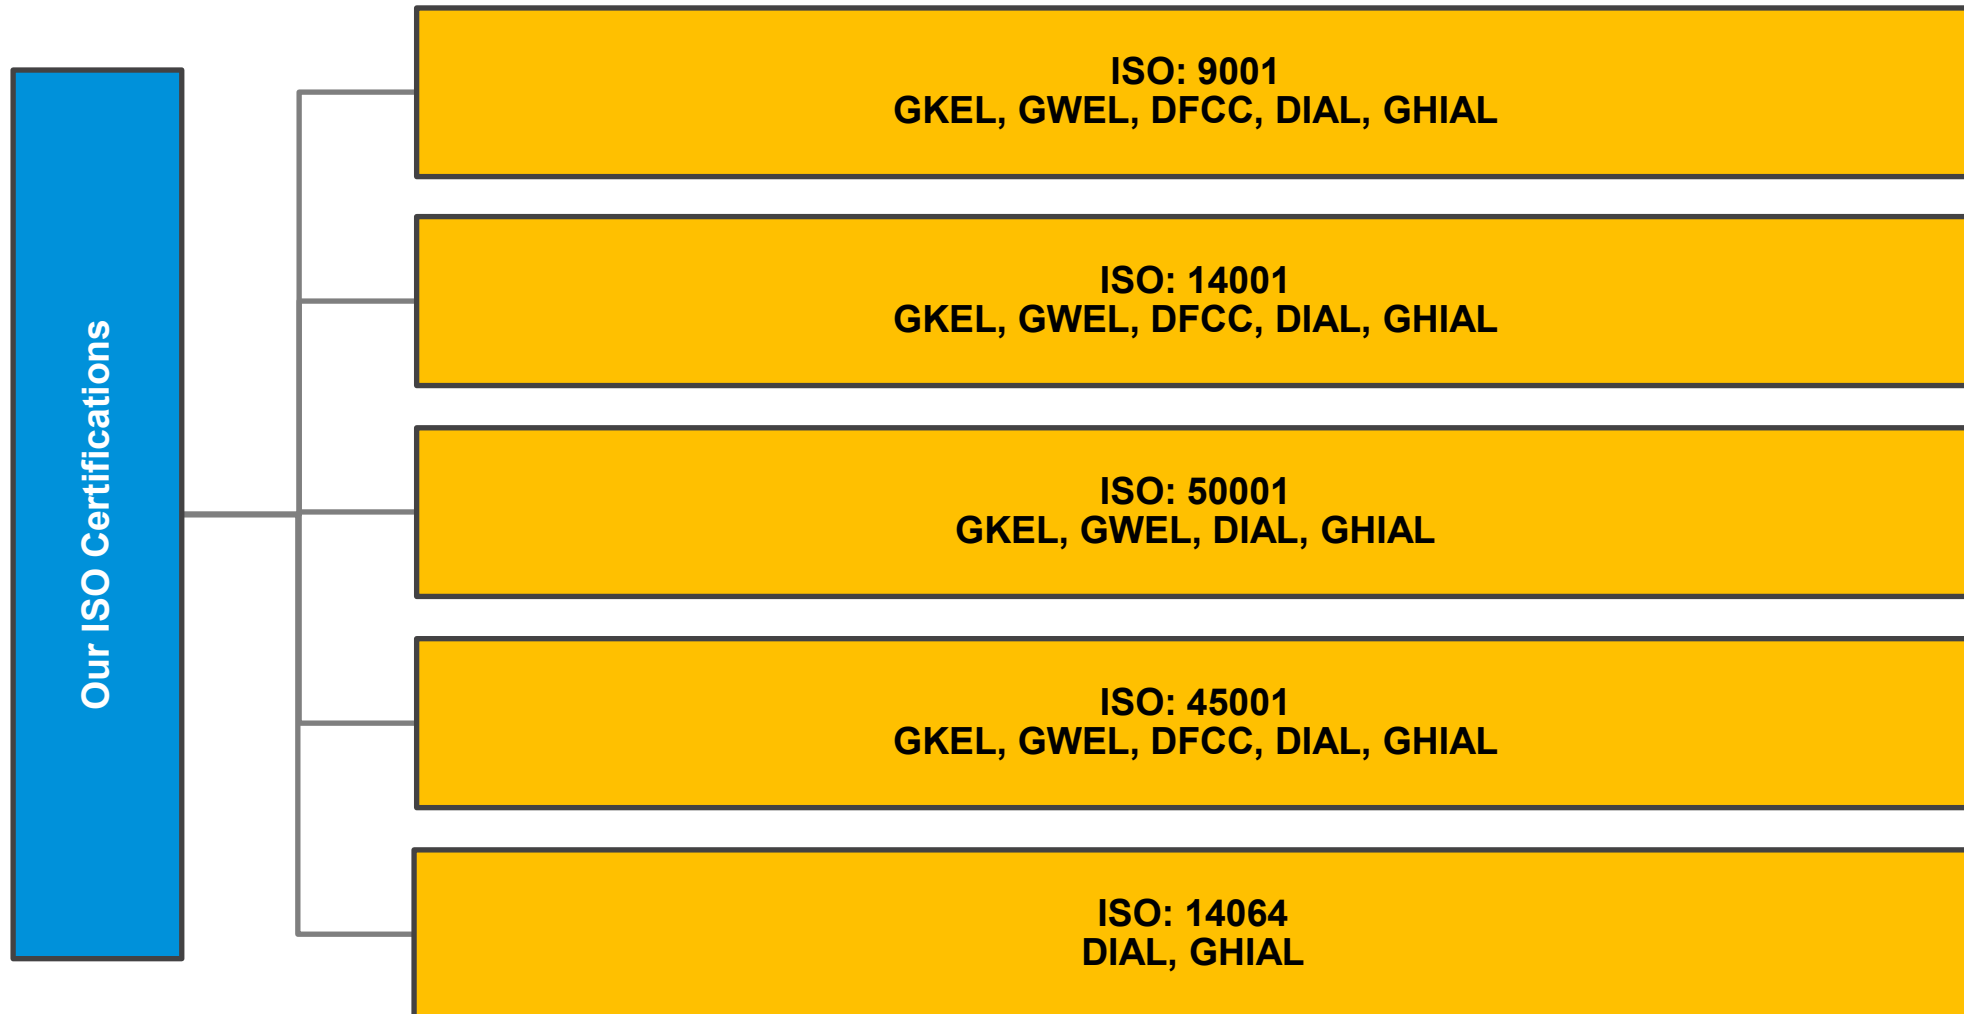 Our ISO Certifications
ISO: 9001
GKEL, GWEL, DFCC, DIAL, GHIAL
ISO: 14001
GKEL, GWEL, DFCC, DIAL, GHIAL
ISO: 50001
GKEL, GWEL, DIAL, GHIAL
ISO: 45001
GKEL, GWEL, DFCC, DIAL, GHIAL
ISO: 14064
DIAL, GHIAL